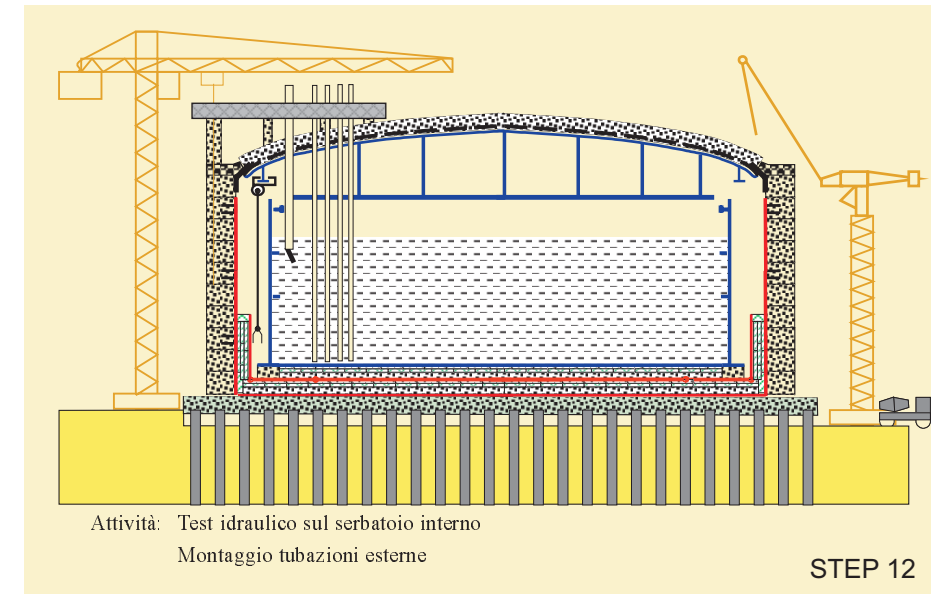 Attività: Test idraulico sul serbatoio interno
Montaggio tubazioni esterne
STEP 12